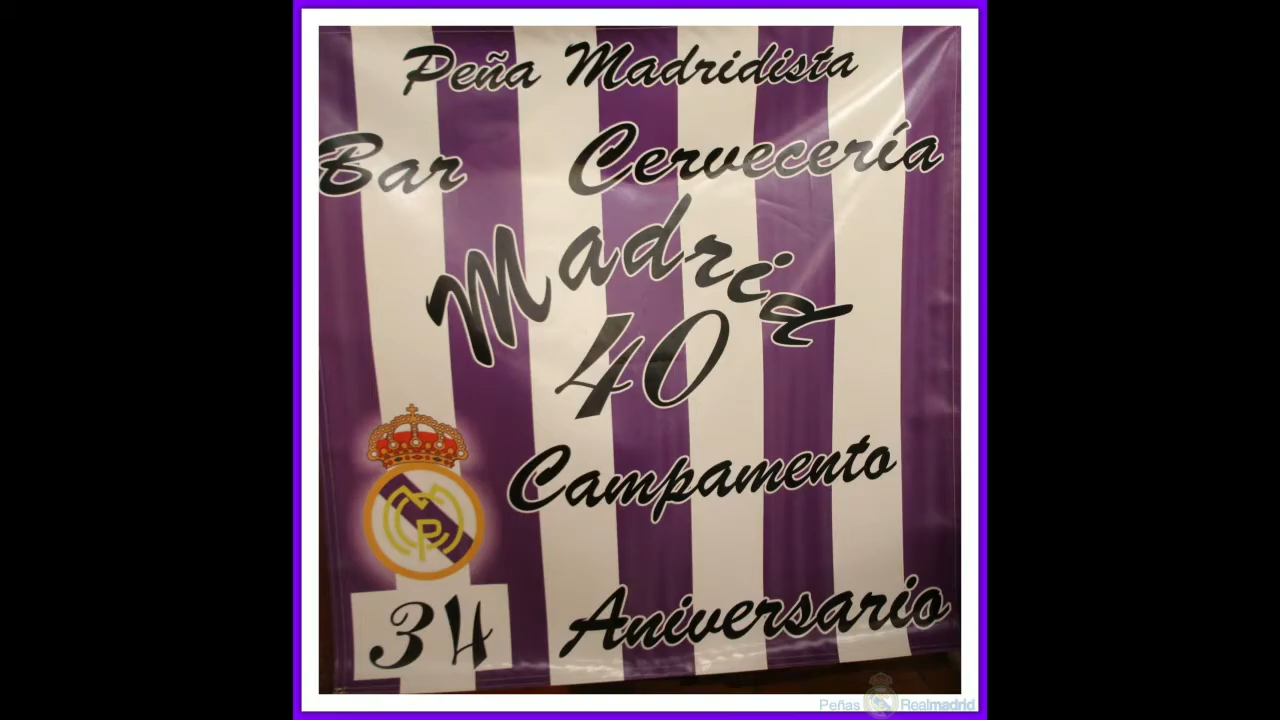 Peña Madridista
Bar Cervecería
Madrid
40
Campamento
34 Aniversario
Peñas Realmadrid